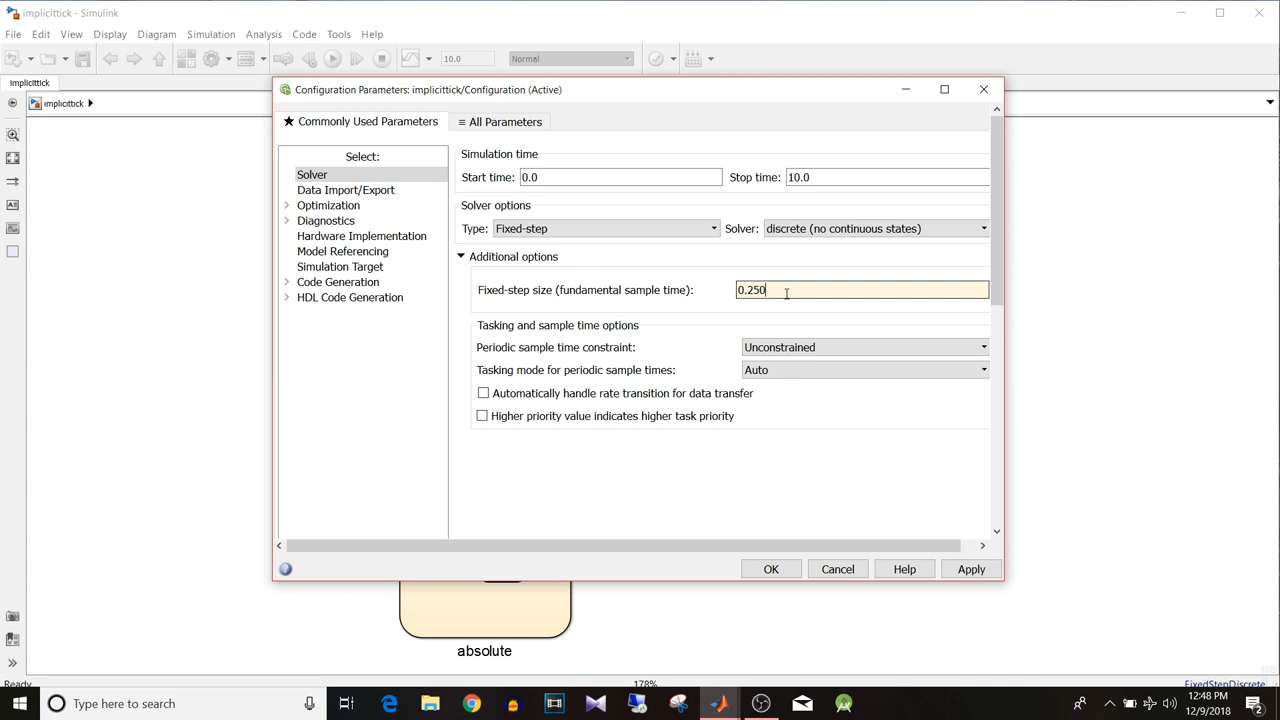 implicittick - Simulink
File Edit View Display Diagram Simulation Analysis Code Tools Help
10.0 Normal
implicittick
implicittick
Configuration Parameters: implicittick/Configuration (Active)
★ Commonly Used Parameters ≡ All Parameters
Select:
Solver
Data Import/Export
Optimization
Diagnostics
Hardware Implementation
Model Referencing
Simulation Target
Code Generation
HDL Code Generation
Simulation time
Start time: 0.0 Stop time: 10.0
Solver options
Type: Fixed-step Solver: discrete (no continuous states)
Additional options
Fixed-step size (fundamental sample time): 0.250
Tasking and sample time options
Periodic sample time constraint: Unconstrained
Tasking mode for periodic sample times: Auto
Automatically handle rate transition for data transfer
Higher priority value indicates higher task priority
OK Cancel Help Apply
absolute
Ready 178% FixedStepDiscrete
Type here to search
12:48 PM
12/9/2018
2